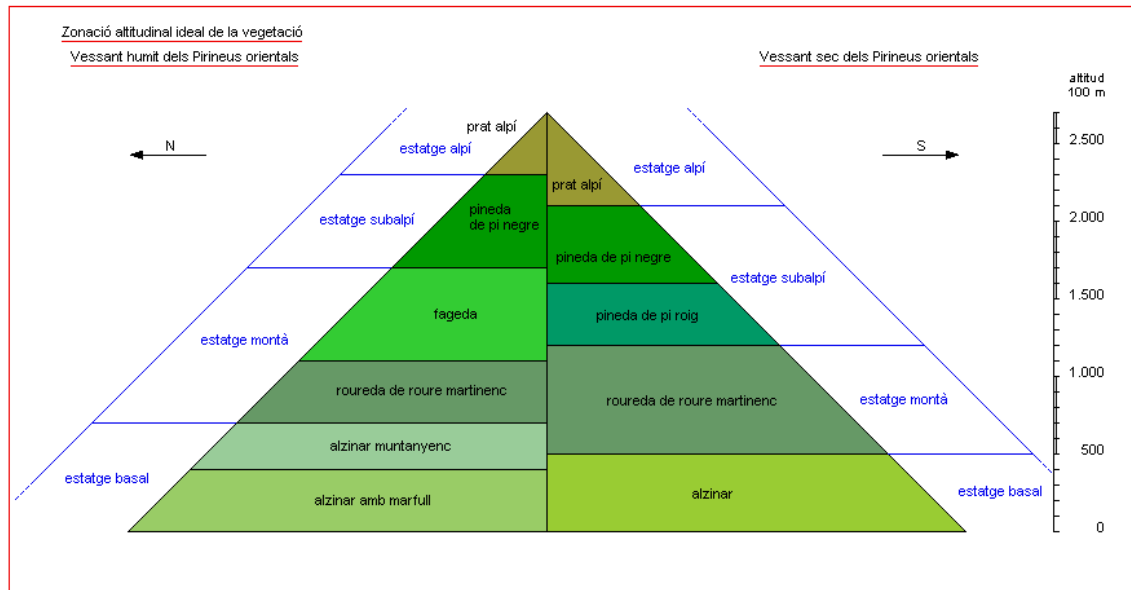 Zonació altitudinal ideal de la vegetació
Vessant humit dels Pirineus orientals
Vessant sec dels Pirineus orientals
altitud
100 m
N
S
prat alpí
estatge alpí
pineda
de pi negre
estatge subalpí
fageda
estatge montà
roureda de roure martinenc
alzinar muntanyenc
estatge basal
alzinar amb marfull
prat alpí
estatge alpí
pineda de pi negre
estatge subalpí
pineda de pi roig
roureda de roure martinenc
estatge montà
alzinar
estatge basal
2.500
2.000
1.500
1.000
500
0